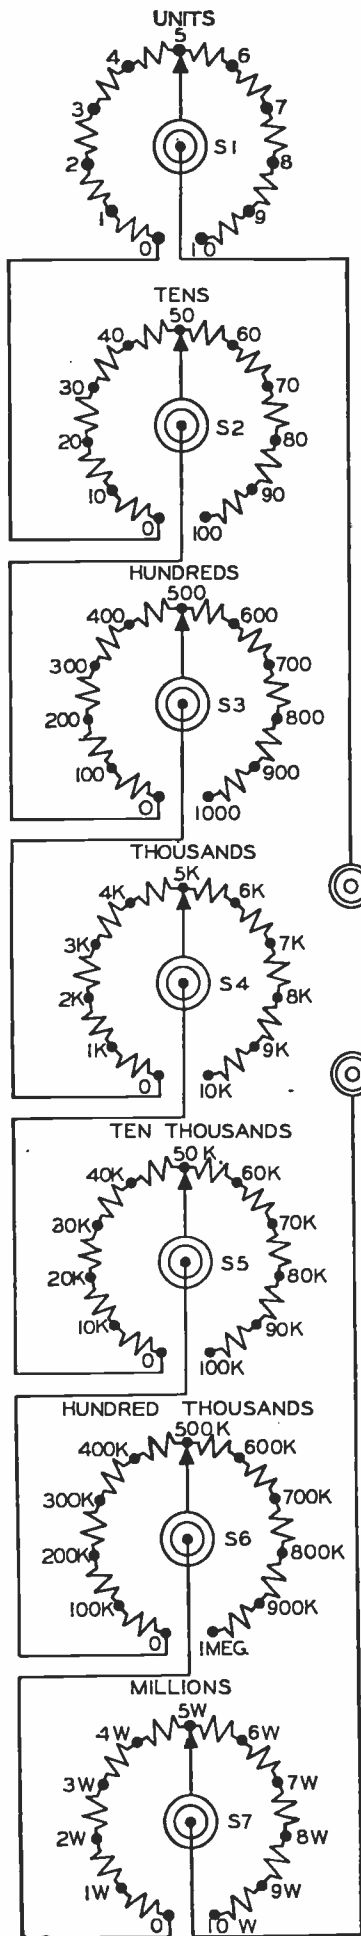 UNITS
5
4 6
3 7
2 S1 8
1 9
0 10
TENS
50
40 60
30 70
20 S2 80
10 90
0 100
HUNDREDS
500
400 600
300 700
200 S3 800
100 900
0 1000
THOUSANDS
5K
4K 6K
3K 7K
2K S4 8K
1K 9K
0 10K
TEN THOUSANDS
50K
40K 60K
30K 70K
20K S5 80K
10K 90K
0 100K
HUNDRED THOUSANDS
500K
400K 600K
300K 700K
200K S6 800K
100K 900K
0 1MEG.
MILLIONS
5W
4W 6W
3W 7W
2W S7 8W
1W 9W
0 10W